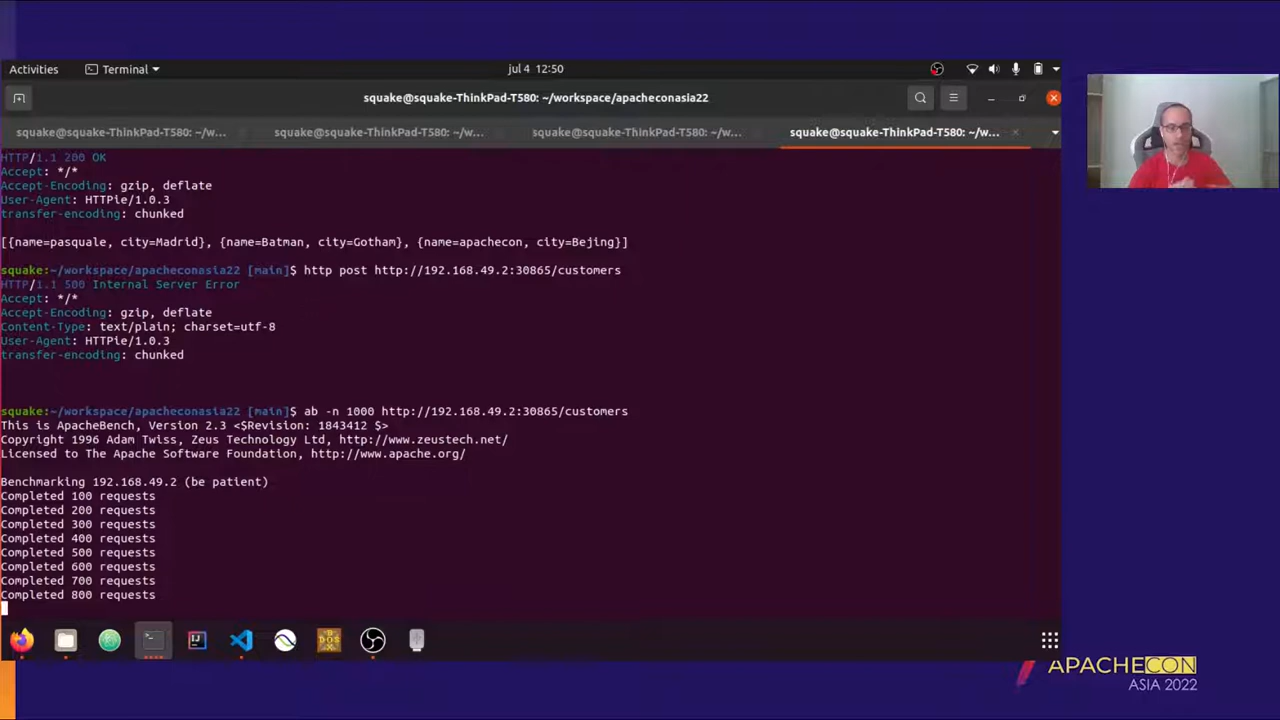 Activities
Terminal
jul 4 12:50
squake@squake-ThinkPad-T580: ~/workspace/apacheconasia22
squake@squake-ThinkPad-T580: ~/w...
squake@squake-ThinkPad-T580: ~/w...
squake@squake-ThinkPad-T580: ~/w...
squake@squake-ThinkPad-T580: ~/w...
HTTP/1.1 200 OK
Accept: */*
Accept-Encoding: gzip, deflate
User-Agent: HTTPie/1.0.3
transfer-encoding: chunked
[{name=pasquale, city=Madrid}, {name=Batman, city=Gotham}, {name=apachecon, city=Bejing}]
squake:~/workspace/apacheconasia22 [main]$ http post http://192.168.49.2:30865/customers
HTTP/1.1 500 Internal Server Error
Accept: */*
Accept-Encoding: gzip, deflate
Content-Type: text/plain; charset=utf-8
User-Agent: HTTPie/1.0.3
transfer-encoding: chunked
squake:~/workspace/apacheconasia22 [main]$ ab -n 1000 http://192.168.49.2:30865/customers
This is ApacheBench, Version 2.3 <$Revision: 1843412 $>
Copyright 1996 Adam Twiss, Zeus Technology Ltd, http://www.zeustech.net/
Licensed to The Apache Software Foundation, http://www.apache.org/
Benchmarking 192.168.49.2 (be patient)
Completed 100 requests
Completed 200 requests
Completed 300 requests
Completed 400 requests
Completed 500 requests
Completed 600 requests
Completed 700 requests
Completed 800 requests
DOS
APACHECON
ASIA 2022